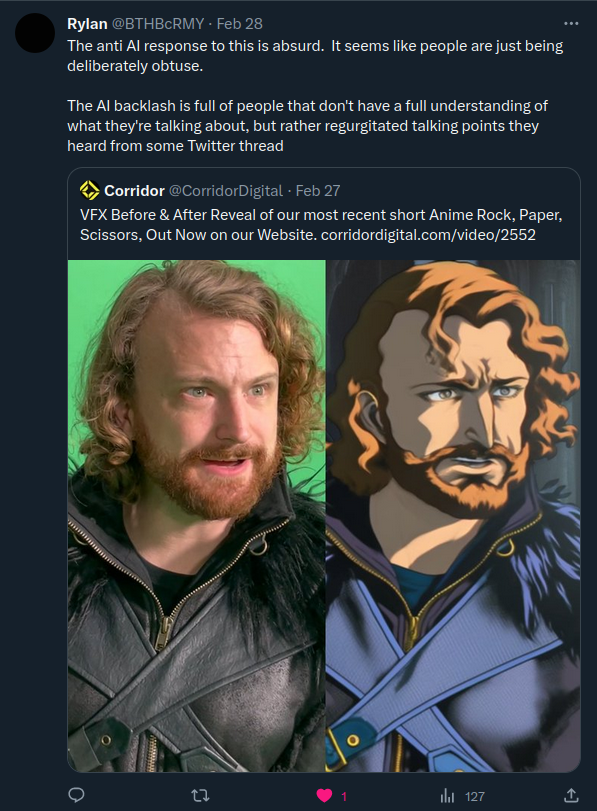 Rylan @BTHBcRMY · Feb 28
The anti AI response to this is absurd.  It seems like people are just being
deliberately obtuse.
The AI backlash is full of people that don't have a full understanding of
what they're talking about, but rather regurgitated talking points they
heard from some Twitter thread
Corridor @CorridorDigital · Feb 27
VFX Before & After Reveal of our most recent short Anime Rock, Paper,
Scissors, Out Now on our Website. corridordigital.com/video/2552
1 127